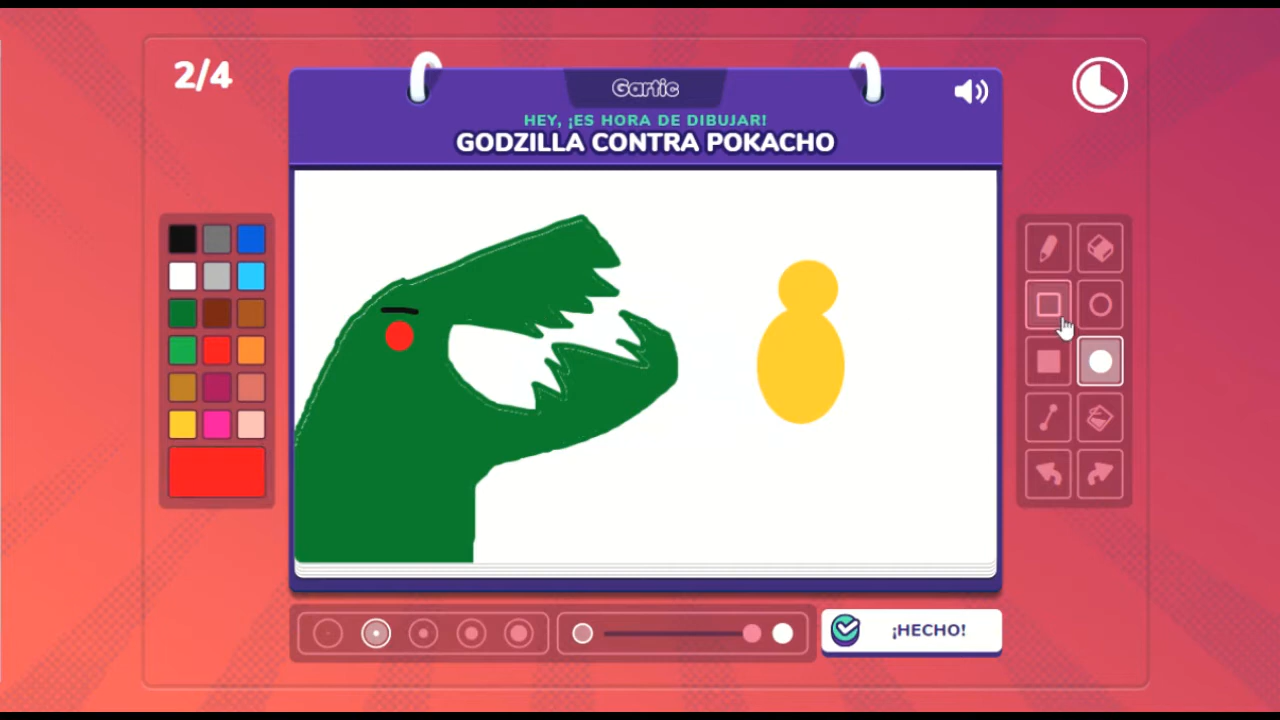 2/4
Gartic
HEY, ¡ES HORA DE DIBUJAR!
GODZILLA CONTRA POKACHO
¡HECHO!